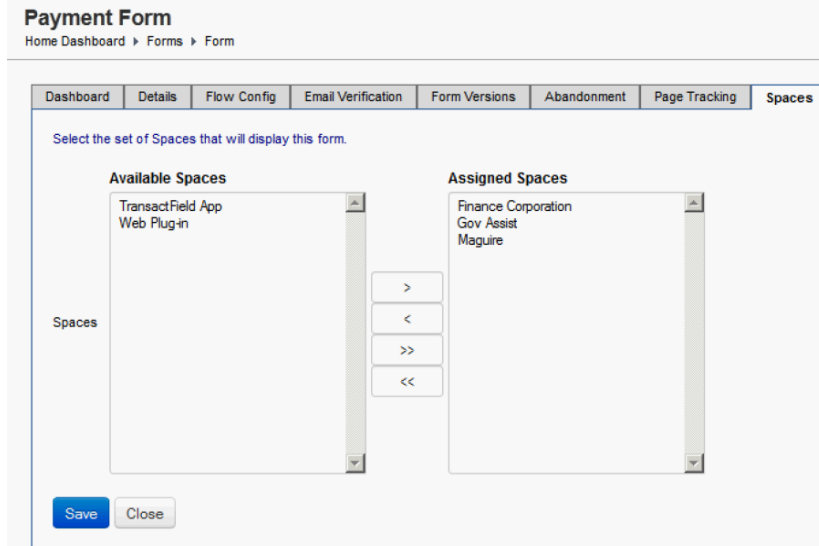 Payment Form
Home Dashboard Forms Form
Dashboard Details Flow Config Email Verification Form Versions Abandonment Page Tracking Spaces
Select the set of Spaces that will display this form.
Available Spaces Assigned Spaces
TransactField App Finance Corporation
Web Plug-in Gov Assist
Maguire
>
Spaces <
>>
<<
Save Close